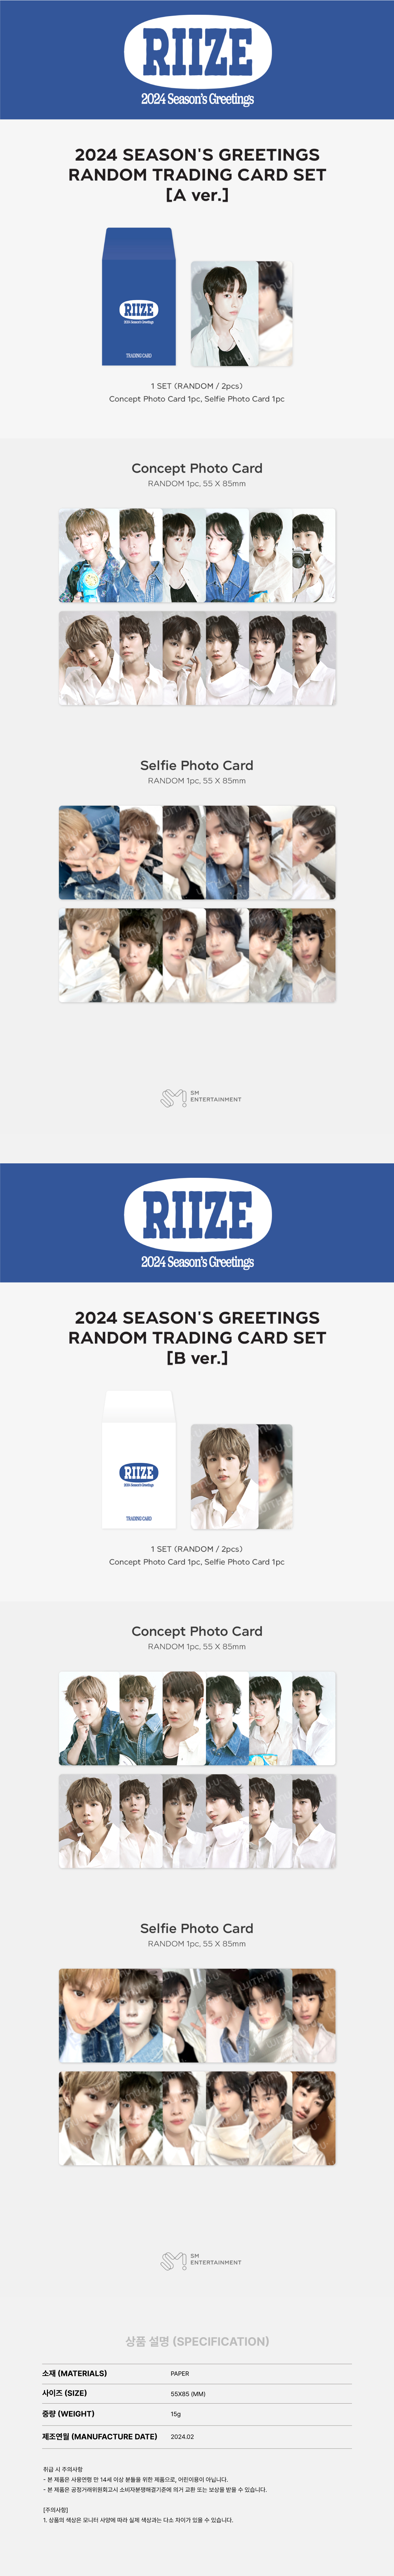 RIIZE
2024 Season's Greetings
2024 SEASON'S GREETINGS
RANDOM TRADING CARD SET
[A ver.]
RIIZE
2024 Season's Greetings
TRADING CARD
1 SET (RANDOM / 2pcs)
Concept Photo Card 1pc, Selfie Photo Card 1pc
Concept Photo Card
RANDOM 1pc, 55 X 85mm
Selfie Photo Card
RANDOM 1pc, 55 X 85mm
SM
ENTERTAINMENT
RIIZE
2024 Season's Greetings
2024 SEASON'S GREETINGS
RANDOM TRADING CARD SET
[B ver.]
RIIZE
2024 Season's Greetings
TRADING CARD
1 SET (RANDOM / 2pcs)
Concept Photo Card 1pc, Selfie Photo Card 1pc
Concept Photo Card
RANDOM 1pc, 55 X 85mm
Selfie Photo Card
RANDOM 1pc, 55 X 85mm
SM
ENTERTAINMENT
상품 설명 (SPECIFICATION)
소재 (MATERIALS) PAPER
사이즈 (SIZE) 55X85 (MM)
중량 (WEIGHT) 15g
제조연월 (MANUFACTURE DATE) 2024.02
취급 시 주의사항
- 본 제품은 사용연령 만 14세 이상 분들을 위한 제품으로, 어린이용이 아닙니다.
- 본 제품은 공정거래위원회고시 소비자분쟁해결기준에 의거 교환 또는 보상을 받을 수 있습니다.
[주의사항]
1. 상품의 색상은 모니터 사양에 따라 실제 색상과는 다소 차이가 있을 수 있습니다.